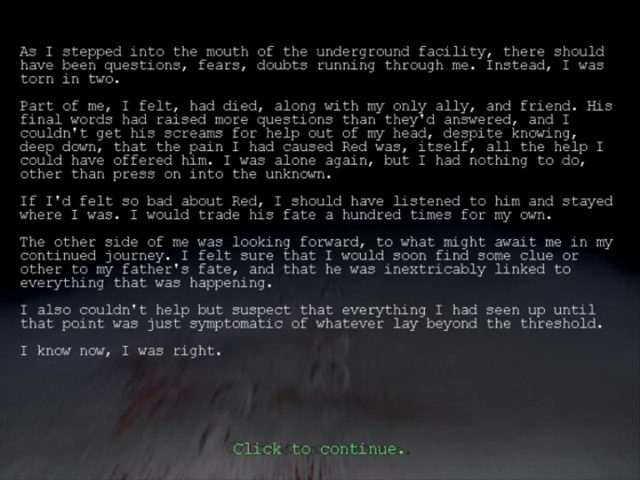 As I stepped into the mouth of the underground facility, there should
have been questions, fears, doubts running through me. Instead, I was
torn in two.
Part of me, I felt, had died, along with my only ally, and friend. His
final words had raised more questions than they'd answered, and I
couldn't get his screams for help out of my head, despite knowing,
deep down, that the pain I had caused Red was, itself, all the help I
could have offered him. I was alone again, but I had nothing to do,
other than press on into the unknown.
If I'd felt so bad about Red, I should have listened to him and stayed
where I was. I would trade his fate a hundred times for my own.
The other side of me was looking forward, to what might await me in my
continued journey. I felt sure that I would soon find some clue or
other to my father's fate, and that he was inextricably linked to
everything that was happening.
I also couldn't help but suspect that everything I had seen up until
that point was just symptomatic of whatever lay beyond the threshold.
I know now, I was right.
Click to continue.